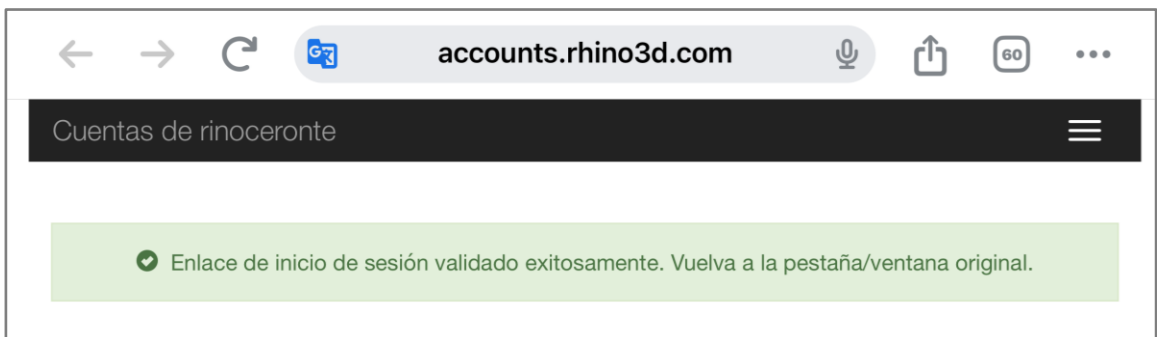 accounts.rhino3d.com
60
Cuentas de rinoceronte
Enlace de inicio de sesión validado exitosamente. Vuelva a la pestaña/ventana original.